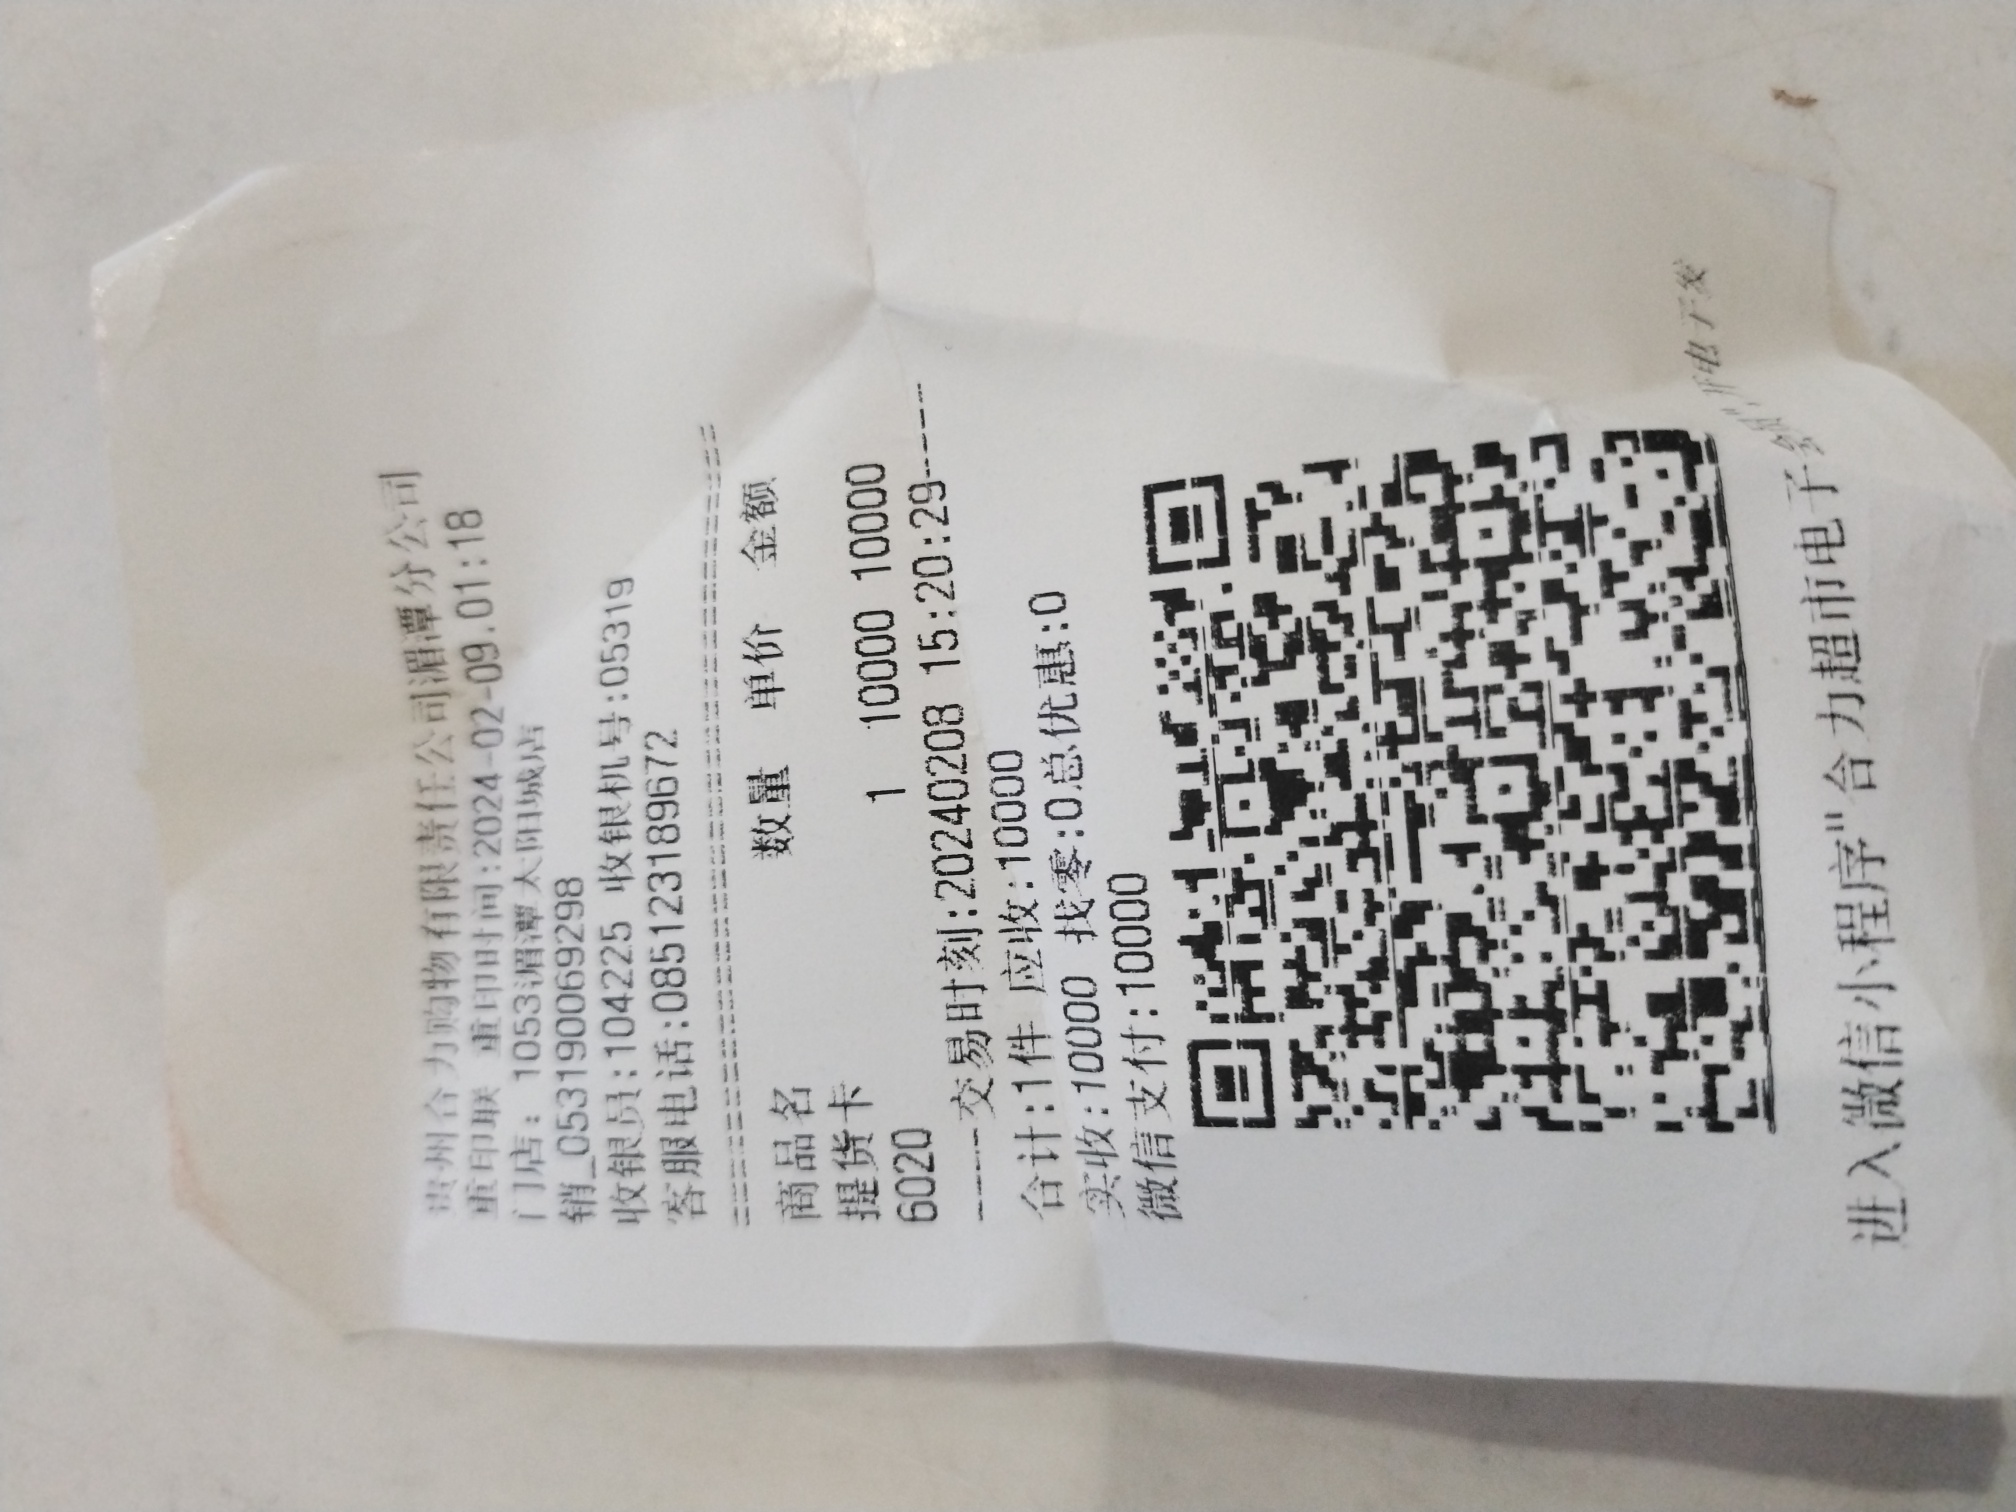 贵州合力购物有限责任公司湄潭分公司
重印联 重印时间:2024-02-09.01:18
门店: 1053湄潭太阳城店
销_053190069298
收银员:104225 收银机号:05319
客服电话:085123189672
商品名 数量 单价 金额
提货卡 1 10000 10000
6020
-----交易时刻:20240208 15:20:29-----
合计:1件 应收:10000
实收:10000 找零:0总优惠:0
微信支付:10000
进入微信小程序"合力超市电子
电子发